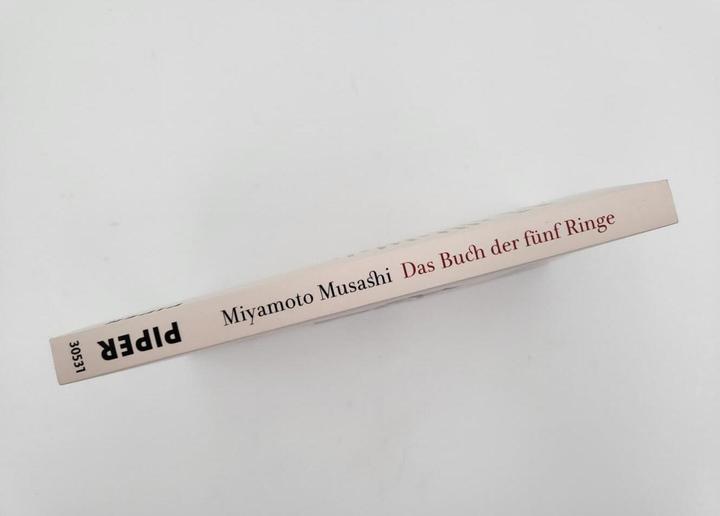 Miyamoto Musashi Das Buch der fünf Ringe
PIPER
30531